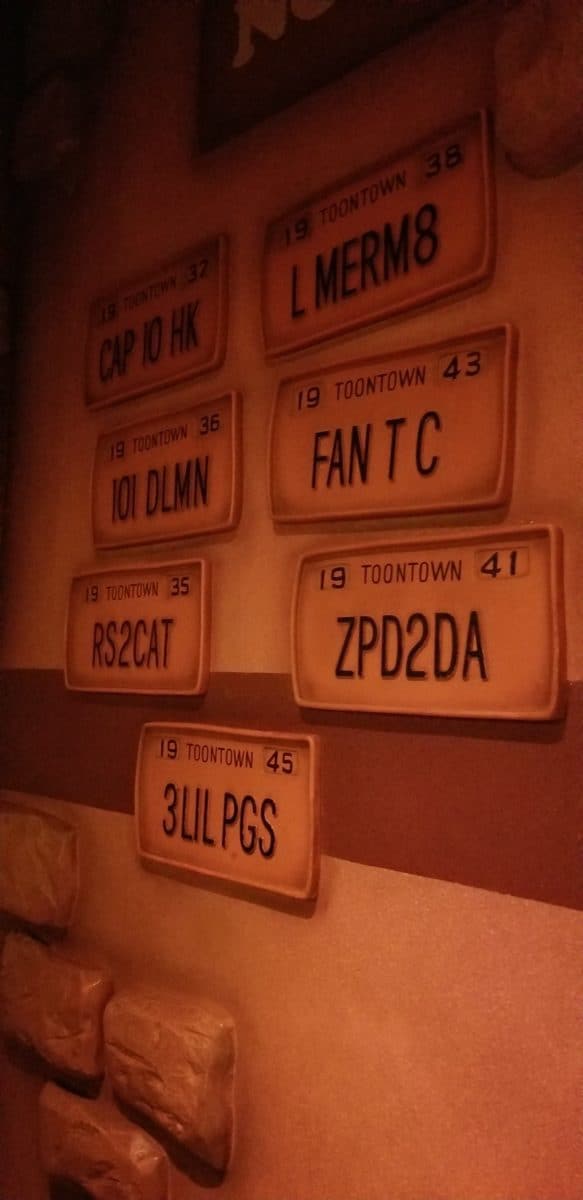 19 TOONTOWN 37
CAP 10 HK
19 TOONTOWN 38
L MERM8
19 TOONTOWN 36
101 DLMN
19 TOONTOWN 43
FAN T C
19 TOONTOWN 35
RS2CAT
19 TOONTOWN 41
ZPD2DA
19 TOONTOWN 45
3LIL PGS